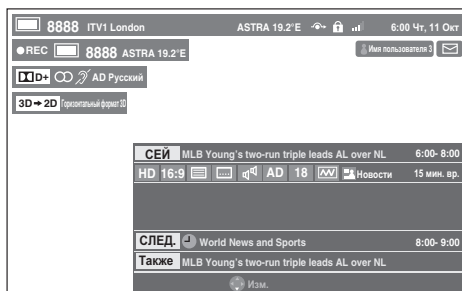 8888 ITV1 London ASTRA 19.2°E 6:00 Чт, 11 Окт
REC 8888 ASTRA 19.2°E Имя пользователя 3
D+ AD Русский
3D→2D Горизонтальный формат 3D
СЕЙ MLB Young's two-run triple leads AL over NL 6:00- 8:00
HD 16:9 AD 18 Новости 15 мин. вр.
СЛЕД. World News and Sports 8:00- 9:00
Также MLB Young's two-run triple leads AL over NL
Изм.